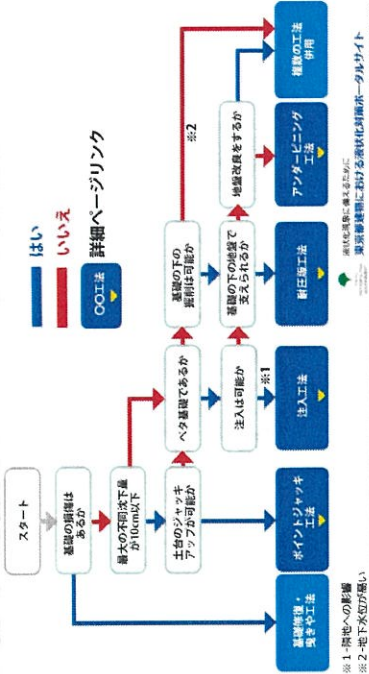 スタート
はい
いいえ
〇〇工法
詳細ページリンク
基礎の損傷は
あるか
最大の不同沈下量
が10cm以下
土台のジャッキ
アップが可能か
ベタ基礎であるか
注入は可能か
※1
基礎の下の
掘削は可能か
※2
基礎の下の地盤で
支えられるか
地盤改良をするか
基礎修復・
曳きや工法
ポイントジャッキ
工法
注入工法
耐圧版工法
アンダーピニング
工法
複数の工法
併用
※1-隣地への影響
※2-地下水位が高い
液状化現象に備えるために
東京都建物における液状化対策ポータルサイト